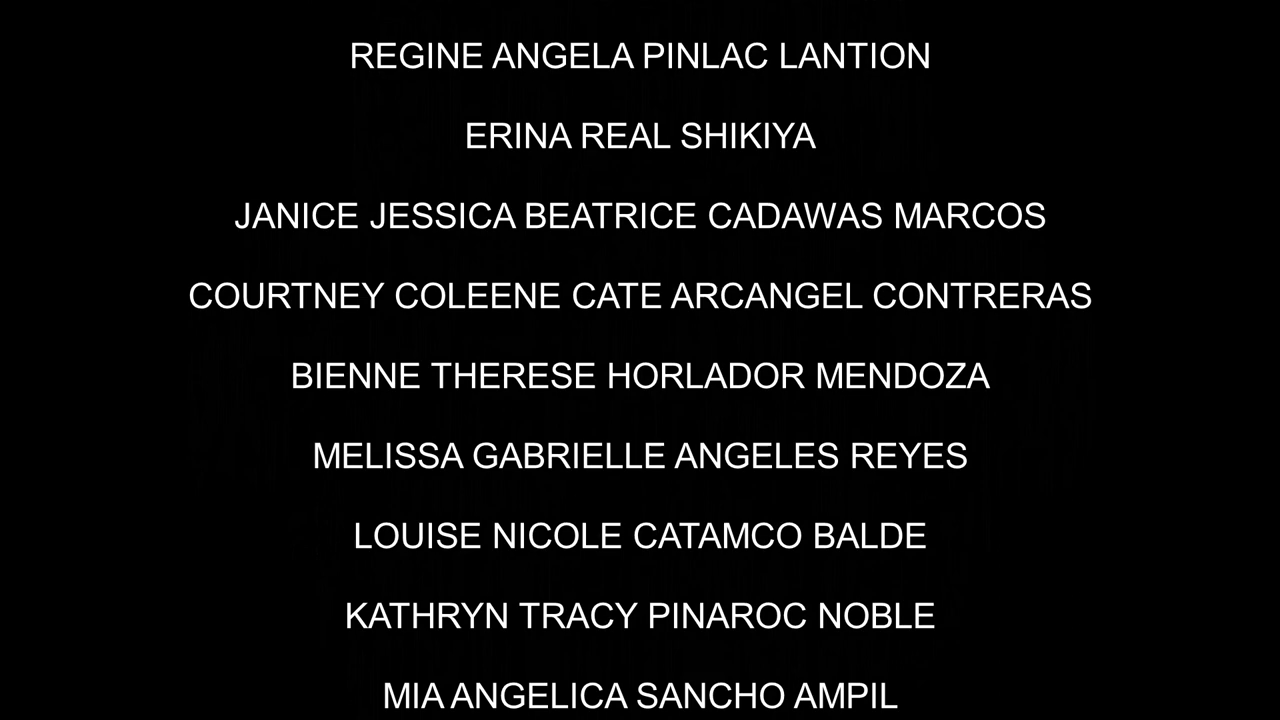 REGINE ANGELA PINLAC LANTION
ERINA REAL SHIKIYA
JANICE JESSICA BEATRICE CADAWAS MARCOS
COURTNEY COLEENE CATE ARCANGEL CONTRERAS
BIENNE THERESE HORLADOR MENDOZA
MELISSA GABRIELLE ANGELES REYES
LOUISE NICOLE CATAMCO BALDE
KATHRYN TRACY PINAROC NOBLE
MIA ANGELICA SANCHO AMPIL